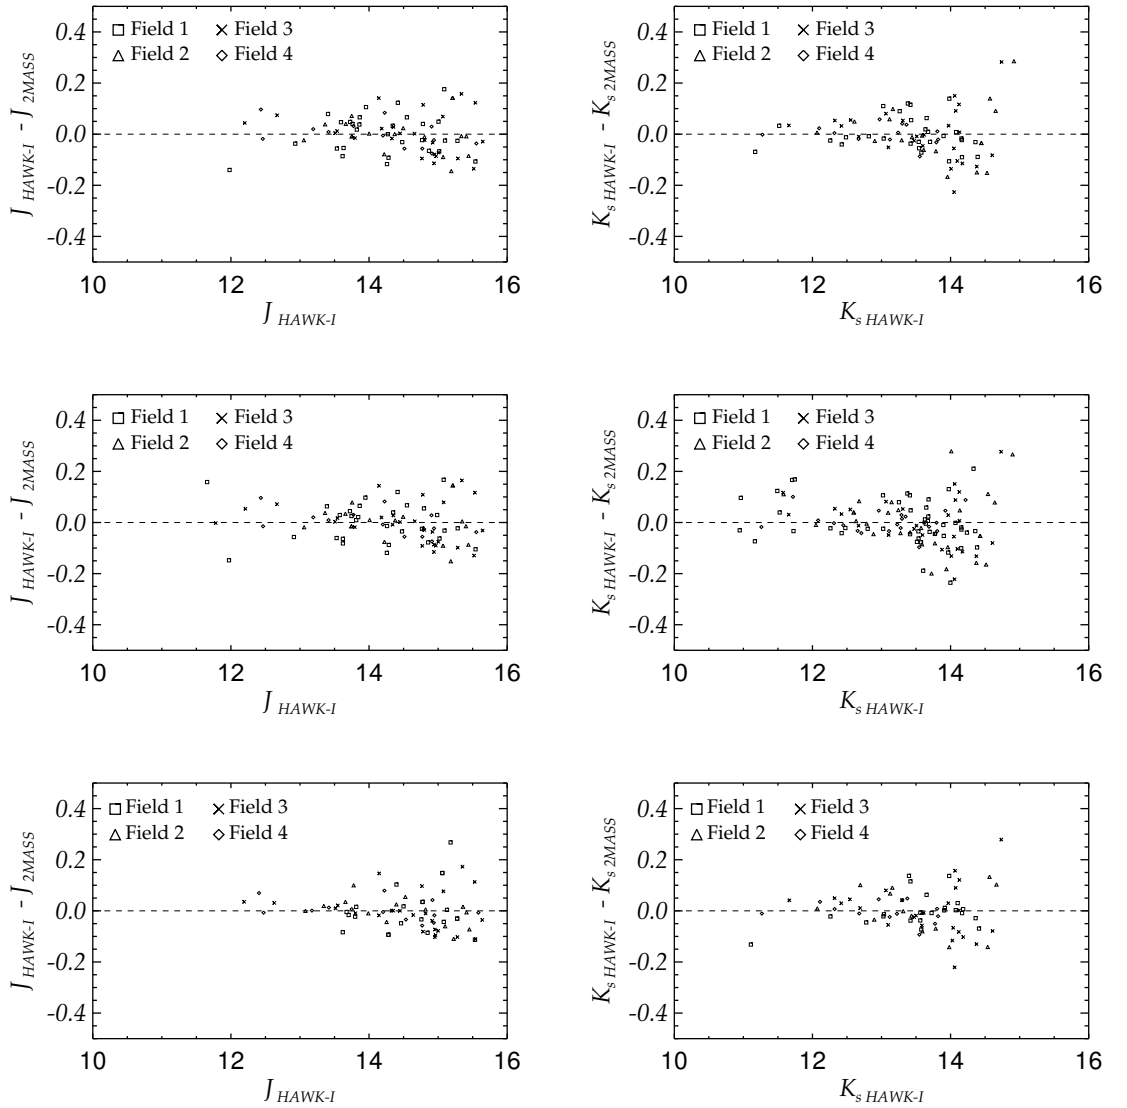 J HAWK-I - J 2MASS
0.4
0.2
0.0
-0.2
-0.4
□ Field 1 × Field 3
△ Field 2 ◇ Field 4
10 12 14 16
J HAWK-I
Ks HAWK-I - Ks 2MASS
0.4
0.2
0.0
-0.2
-0.4
□ Field 1 × Field 3
△ Field 2 ◇ Field 4
10 12 14 16
Ks HAWK-I
J HAWK-I - J 2MASS
0.4
0.2
0.0
-0.2
-0.4
□ Field 1 × Field 3
△ Field 2 ◇ Field 4
10 12 14 16
J HAWK-I
Ks HAWK-I - Ks 2MASS
0.4
0.2
0.0
-0.2
-0.4
□ Field 1 × Field 3
△ Field 2 ◇ Field 4
10 12 14 16
Ks HAWK-I
J HAWK-I - J 2MASS
0.4
0.2
0.0
-0.2
-0.4
□ Field 1 × Field 3
△ Field 2 ◇ Field 4
10 12 14 16
J HAWK-I
Ks HAWK-I - Ks 2MASS
0.4
0.2
0.0
-0.2
-0.4
□ Field 1 × Field 3
△ Field 2 ◇ Field 4
10 12 14 16
Ks HAWK-I